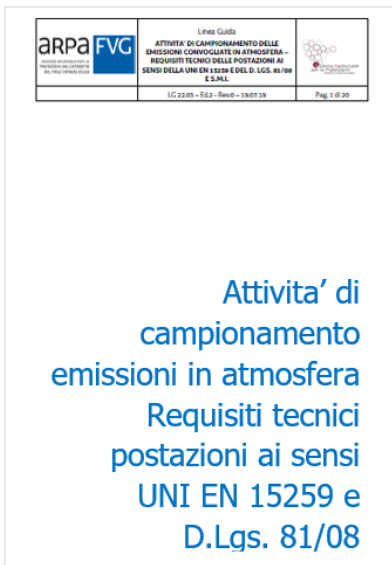 arpa FVG
Linea Guida
ATTIVITA' DI CAMPIONAMENTO DELLE
EMISSIONI CONVOGLIATE IN ATMOSFERA –
REQUISITI TECNICI DELLE POSTAZIONI AI
SENSI DELLA UNI EN 15259 E DEL D. LGS. 81/08
E S.M.I.
LG 22.03 – Ed.2 - Rev.0 – 19.07.19
Pag. 1 di 20
Attivita’ di
campionamento
emissioni in atmosfera
Requisiti tecnici
postazioni ai sensi
UNI EN 15259 e
D.Lgs. 81/08